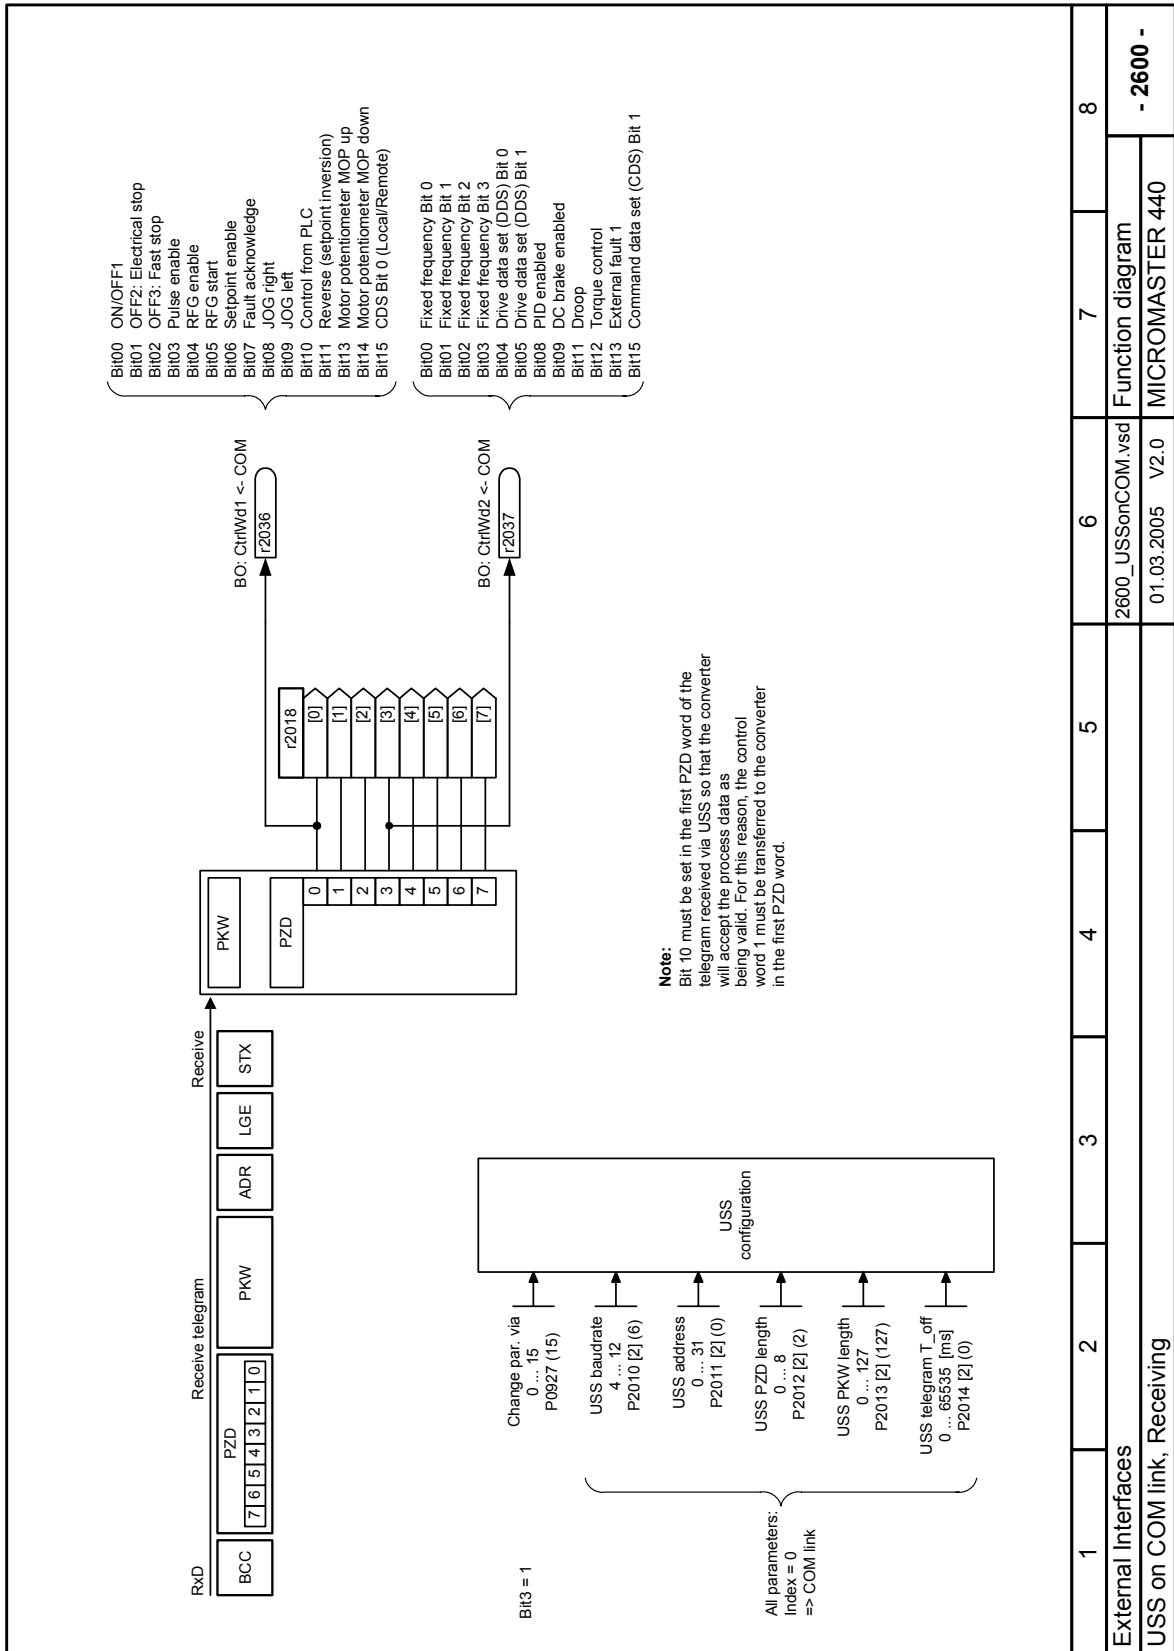 RxD
Receive telegram
Receive
BCC
PZD
7 6 5 4 3 2 1 0
PKW
ADR
LGE
STX
PKW
PZD
0
1
2
3
4
5
6
7
r2018
[0]
[1]
[2]
[3]
[4]
[5]
[6]
[7]
BO: CtrlWd1 <- COM
r2036
Bit00 ON/OFF1
Bit01 OFF2: Electrical stop
Bit02 OFF3: Fast stop
Bit03 Pulse enable
Bit04 RFG enable
Bit05 RFG start
Bit06 Setpoint enable
Bit07 Fault acknowledge
Bit08 JOG right
Bit09 JOG left
Bit10 Control from PLC
Bit11 Reverse (setpoint inversion)
Bit13 Motor potentiometer MOP up
Bit14 Motor potentiometer MOP down
Bit15 CDS Bit 0 (Local/Remote)
BO: CtrlWd2 <- COM
r2037
Bit00 Fixed frequency Bit 0
Bit01 Fixed frequency Bit 1
Bit02 Fixed frequency Bit 2
Bit03 Fixed frequency Bit 3
Bit04 Drive data set (DDS) Bit 0
Bit05 Drive data set (DDS) Bit 1
Bit08 PID enabled
Bit09 DC brake enabled
Bit11 Droop
Bit12 Torque control
Bit13 External fault 1
Bit15 Command data set (CDS) Bit 1
Bit3 = 1
Change par. via
0 ... 15
P0927 (15)
All parameters:
Index = 0
=> COM link
USS baudrate
4 ... 12
P2010 [2] (6)
USS address
0 ... 31
P2011 [2] (0)
USS PZD length
0 ... 8
P2012 [2] (2)
USS PKW length
0 ... 127
P2013 [2] (127)
USS telegram T_off
0 ... 65535 [ms]
P2014 [2] (0)
USS
configuration
Note:
Bit 10 must be set in the first PZD word of the
telegram received via USS so that the converter
will accept the process data as
being valid. For this reason, the control
word 1 must be transferred to the converter
in the first PZD word.
1 2 3 4 5 6 7 8
External Interfaces
2600_USSonCOM.vsd
Function diagram
- 2600 -
USS on COM link, Receiving
01.03.2005 V2.0
MICROMASTER 440